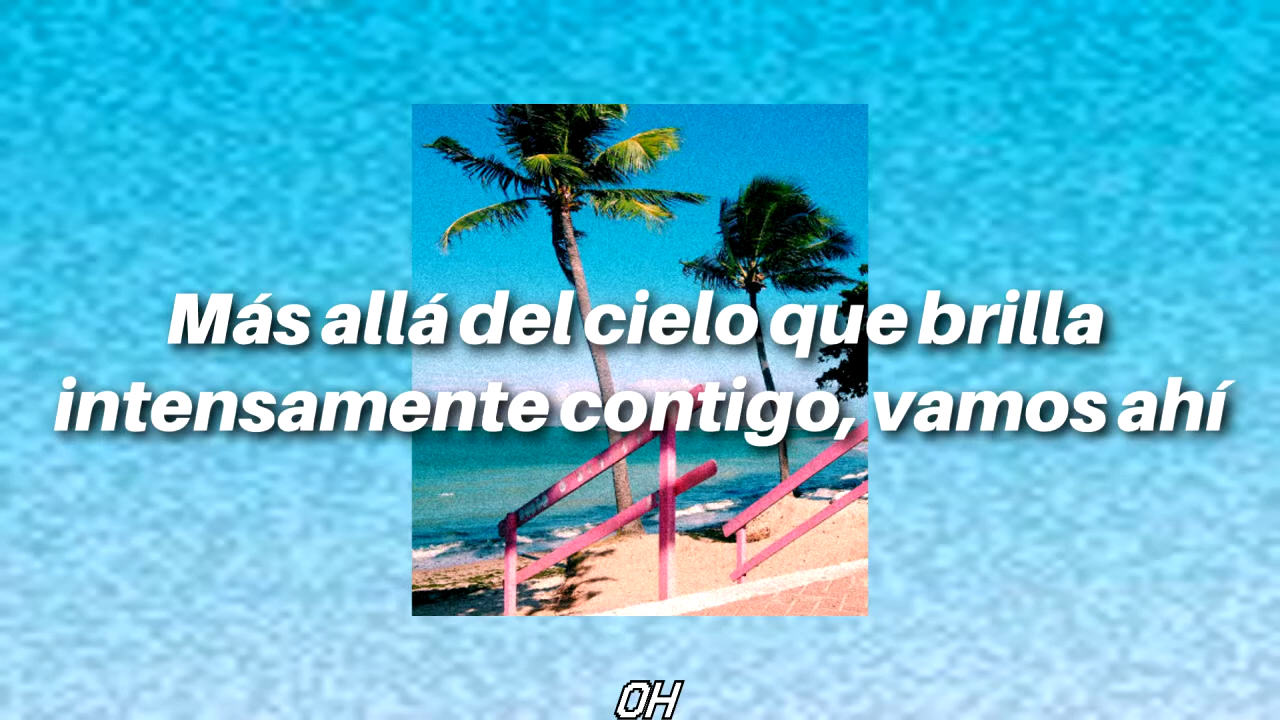 Más allá del cielo que brilla
intensamente contigo, vamos ahí
OH